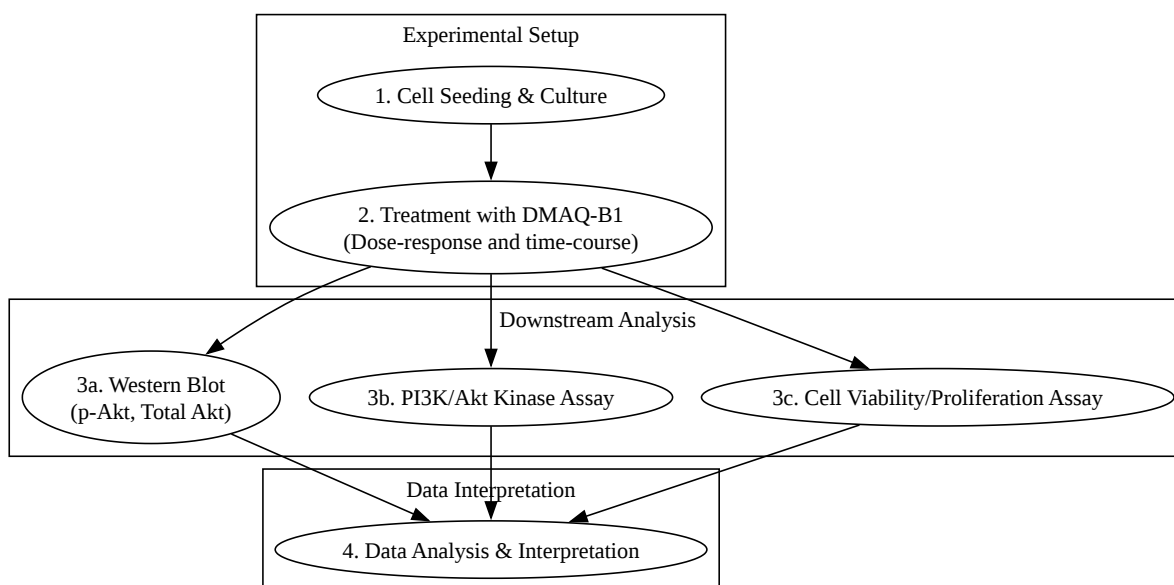 Experimental Setup
1. Cell Seeding & Culture
2. Treatment with DMAQ-B1
(Dose-response and time-course)
Downstream Analysis
3a. Western Blot
(p-Akt, Total Akt)
3b. PI3K/Akt Kinase Assay
3c. Cell Viability/Proliferation Assay
Data Interpretation
4. Data Analysis & Interpretation